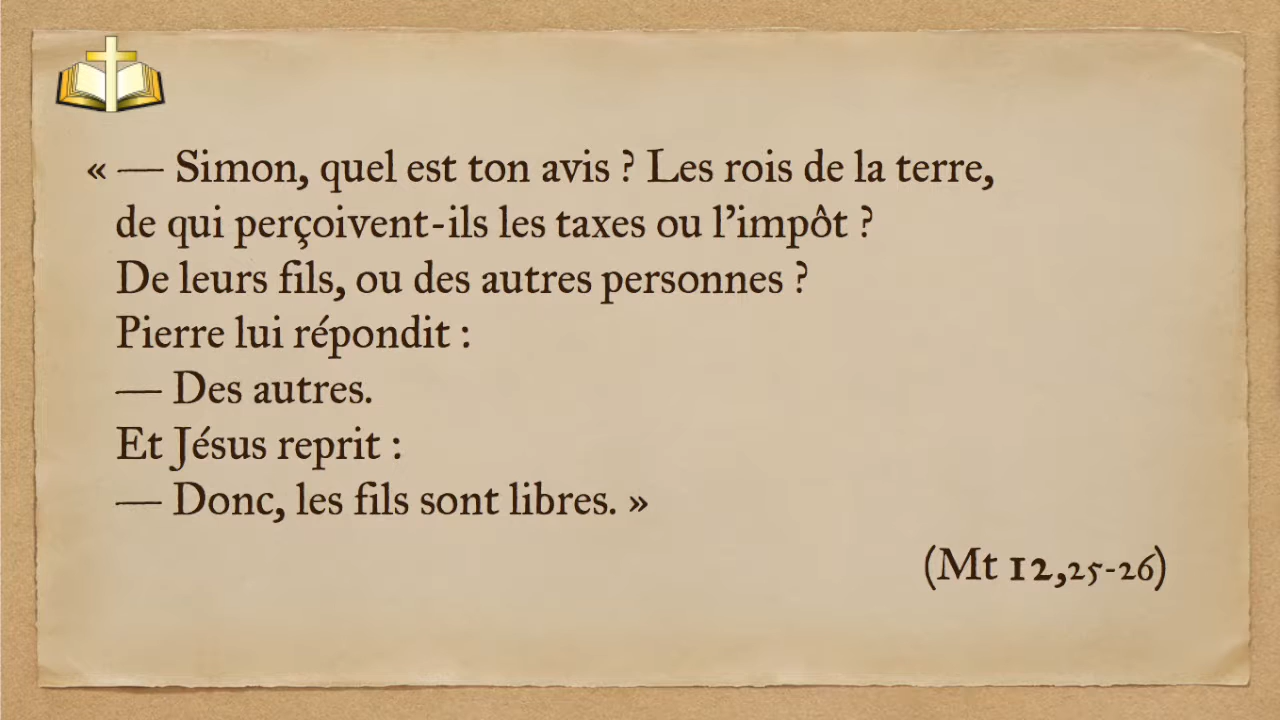 « — Simon, quel est ton avis ? Les rois de la terre,
de qui perçoivent-ils les taxes ou l’impôt ?
De leurs fils, ou des autres personnes ?
Pierre lui répondit :
— Des autres.
Et Jésus reprit :
— Donc, les fils sont libres. »
(Mt 12,25-26)